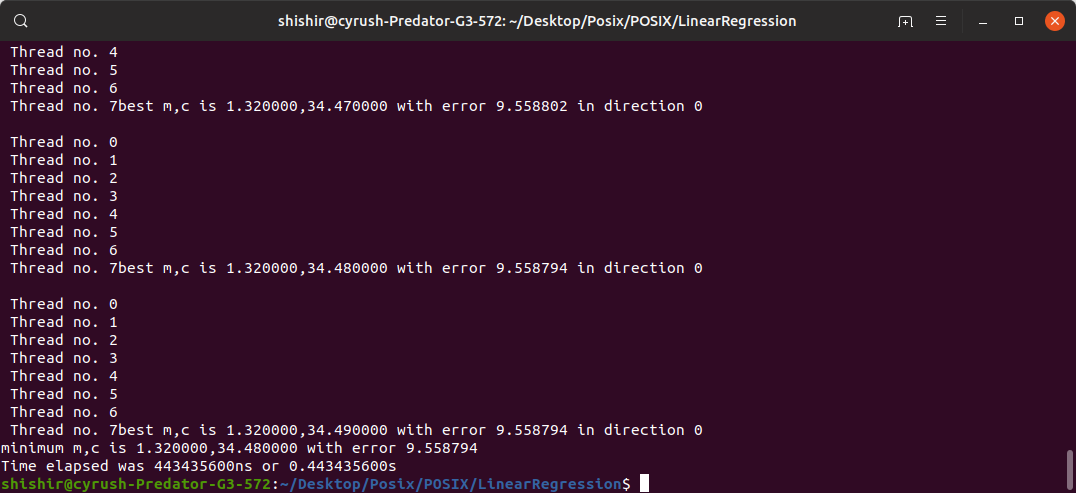 shishir@cyrush-Predator-G3-572: ~/Desktop/Posix/POSIX/LinearRegression
Thread no. 4
Thread no. 5
Thread no. 6
Thread no. 7best m,c is 1.320000,34.470000 with error 9.558802 in direction 0
Thread no. 0
Thread no. 1
Thread no. 2
Thread no. 3
Thread no. 4
Thread no. 5
Thread no. 6
Thread no. 7best m,c is 1.320000,34.480000 with error 9.558794 in direction 0
Thread no. 0
Thread no. 1
Thread no. 2
Thread no. 3
Thread no. 4
Thread no. 5
Thread no. 6
Thread no. 7best m,c is 1.320000,34.490000 with error 9.558794 in direction 0
minimum m,c is 1.320000,34.480000 with error 9.558794
Time elapsed was 443435600ns or 0.443435600s
shishir@cyrush-Predator-G3-572:~/Desktop/Posix/POSIX/LinearRegression$